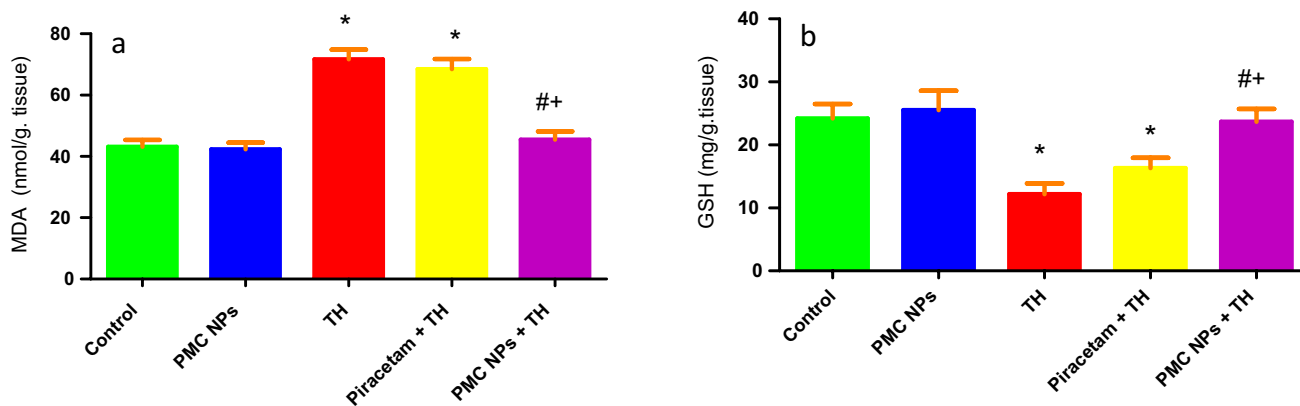 a
MDA (nmol/g. tissue)
80
60
40
20
0
*
*
#+
Control
PMC NPs
TH
Piracetam + TH
PMC NPs + TH
b
GSH (mg/g.tissue)
40
30
20
10
0
*
*
#+
Control
PMC NPs
TH
Piracetam + TH
PMC NPs + TH